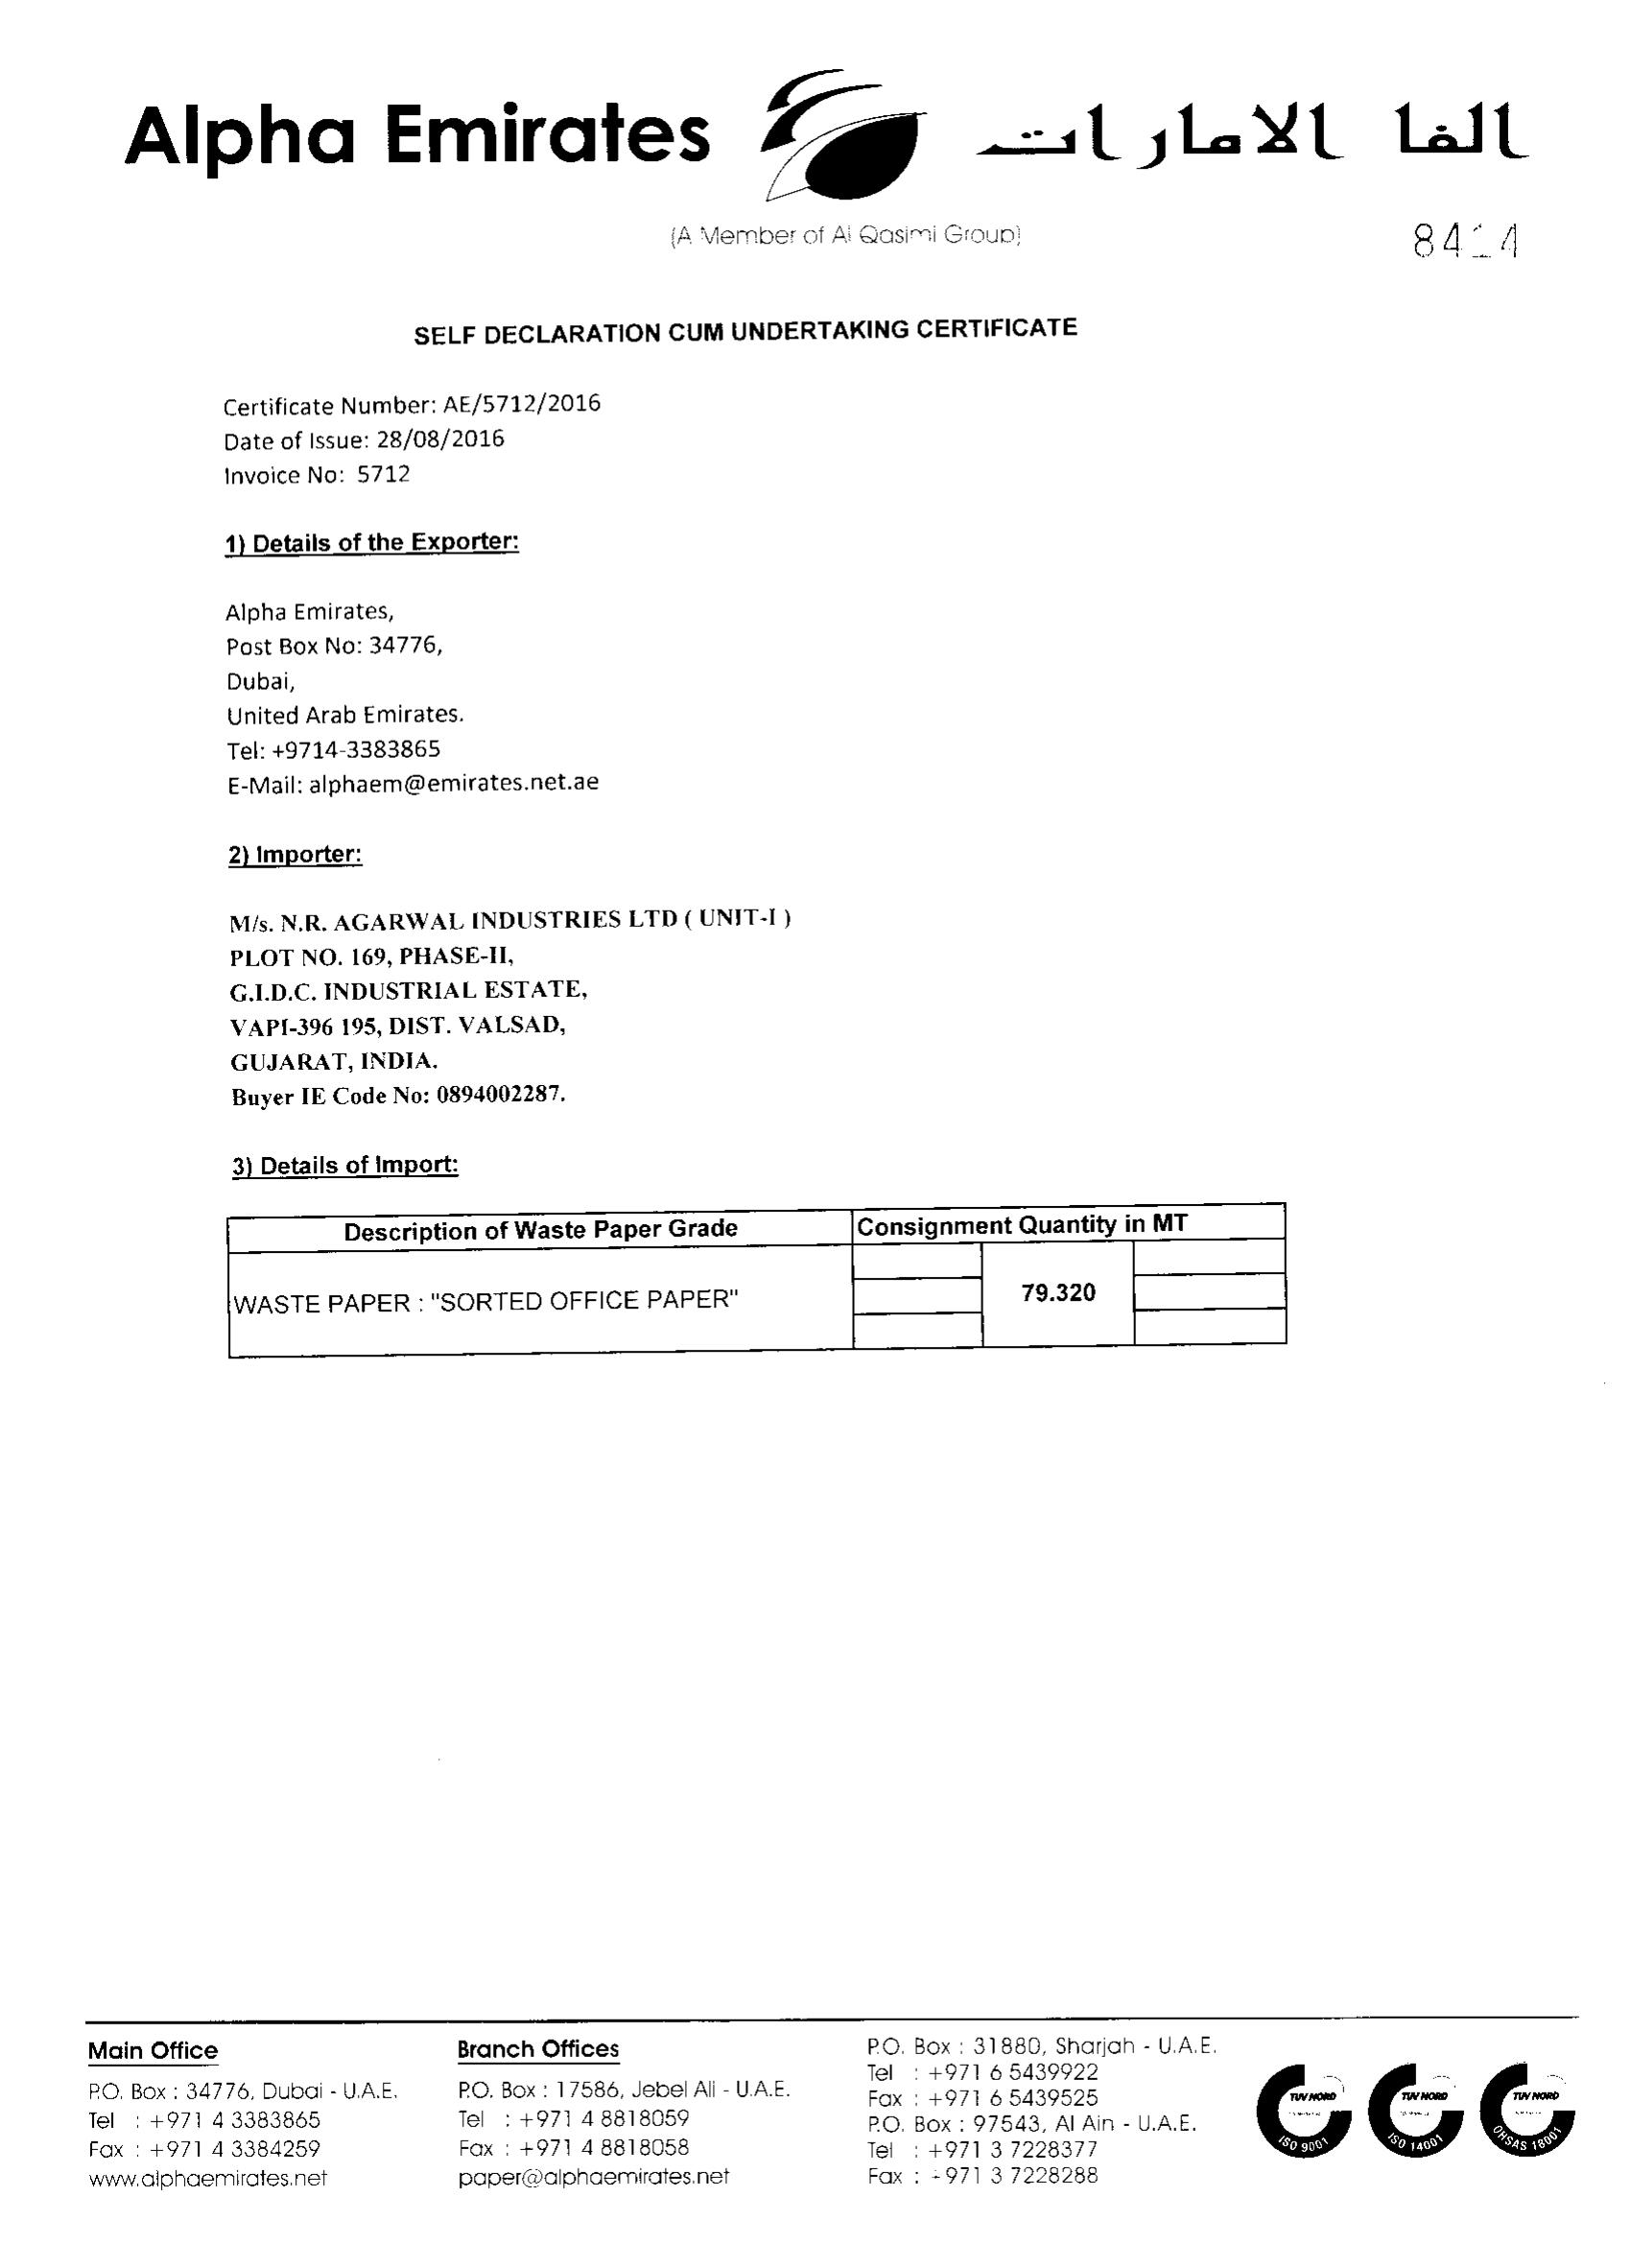 Alpha Emirates
الفا الامارات
(A Member of Al Qasimi Group)
8414
SELF DECLARATION CUM UNDERTAKING CERTIFICATE
Certificate Number: AE/5712/2016
Date of Issue: 28/08/2016
Invoice No: 5712
1) Details of the Exporter:
Alpha Emirates,
Post Box No: 34776,
Dubai,
United Arab Emirates.
Tel: +9714-3383865
E-Mail: alphaem@emirates.net.ae
2) Importer:
M/s. N.R. AGARWAL INDUSTRIES LTD ( UNIT-I )
PLOT NO. 169, PHASE-II,
G.I.D.C. INDUSTRIAL ESTATE,
VAPI-396 195, DIST. VALSAD,
GUJARAT, INDIA.
Buyer IE Code No: 0894002287.
3) Details of Import:
Description of Waste Paper Grade
Consignment Quantity in MT
WASTE PAPER : "SORTED OFFICE PAPER"
79.320
Main Office
P.O. Box : 34776, Dubai - U.A.E.
Tel : +971 4 3383865
Fax : +971 4 3384259
www.alphaemirates.net
Branch Offices
P.O. Box : 17586, Jebel Ali - U.A.E.
Tel : +971 4 8818059
Fax : +971 4 8818058
paper@alphaemirates.net
P.O. Box : 31880, Sharjah - U.A.E.
Tel : +971 6 5439922
Fax : +971 6 5439525
P.O. Box : 97543, Al Ain - U.A.E.
Tel : +971 3 7228377
Fax : +971 3 7228288
TUV NORD
ISO 9001
TUV NORD
ISO 14001
TUV NORD
OHSAS 18001